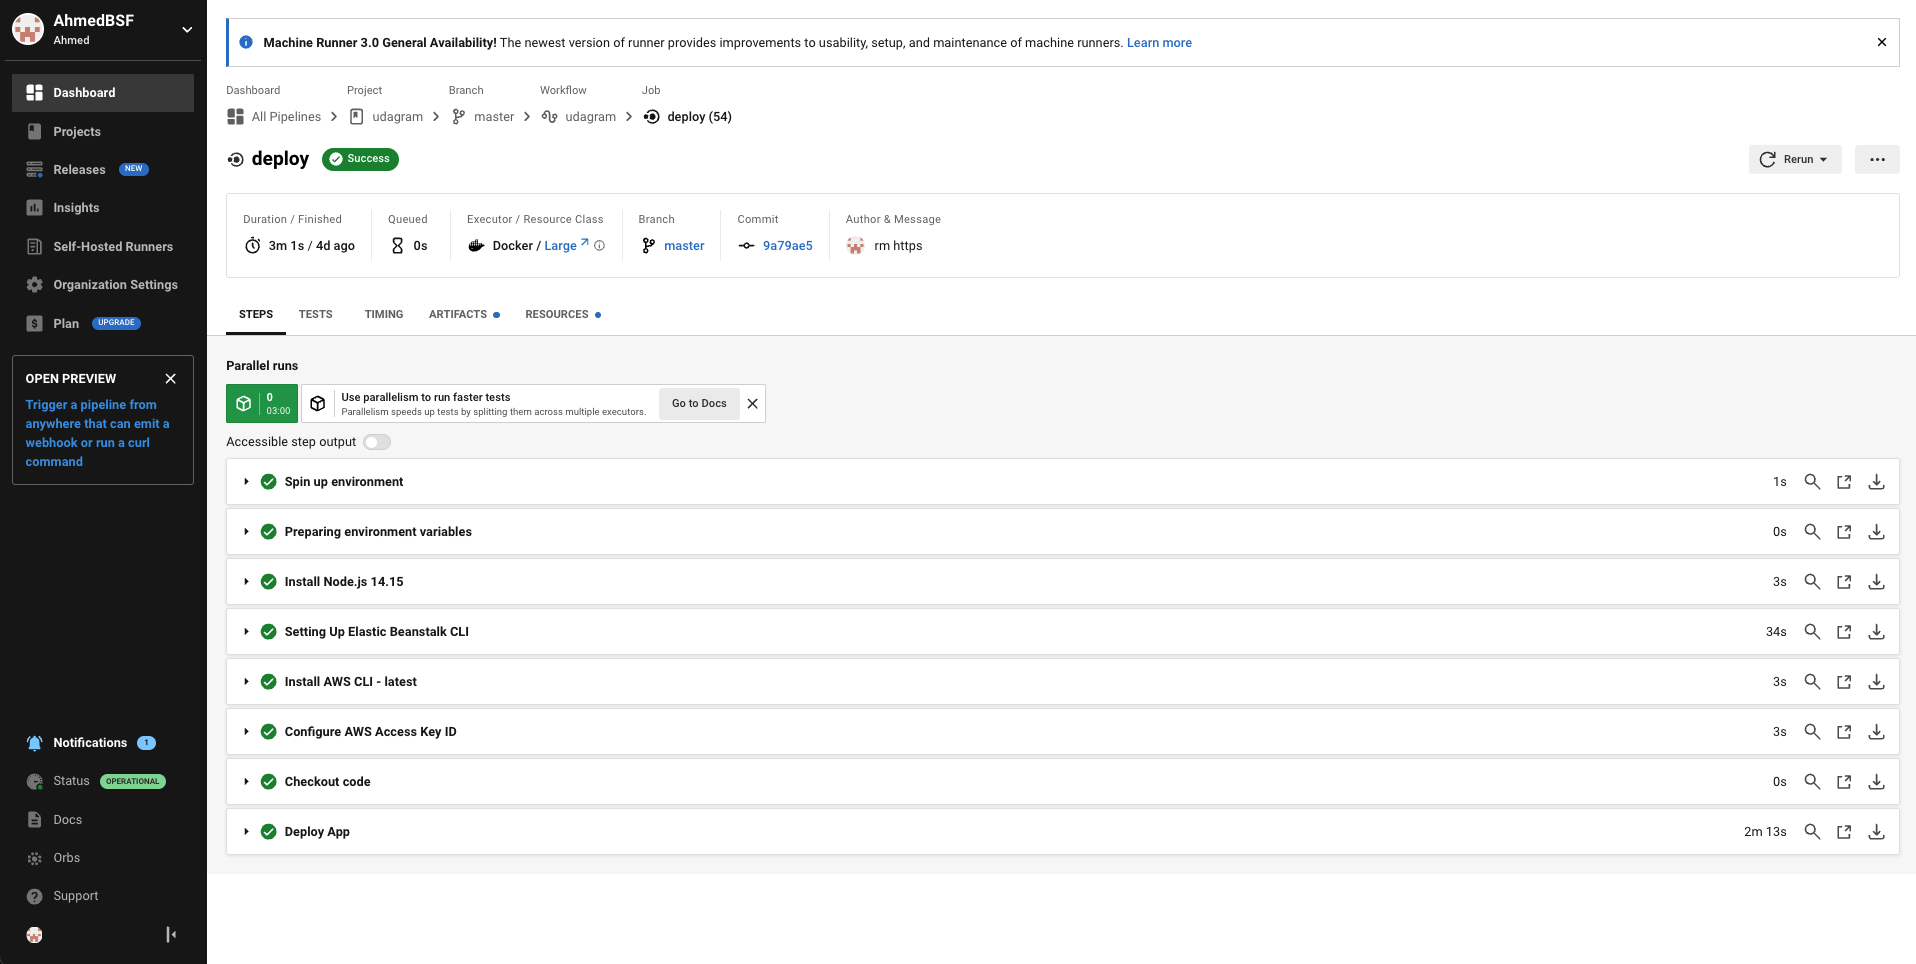 AhmedBSF
Ahmed
Dashboard
Projects
Releases NEW
Insights
Self-Hosted Runners
Organization Settings
Plan UPGRADE
OPEN PREVIEW
Trigger a pipeline from
anywhere that can emit a
webhook or run a curl
command
Notifications 1
Status OPERATIONAL
Docs
Orbs
Support
Machine Runner 3.0 General Availability! The newest version of runner provides improvements to usability, setup, and maintenance of machine runners. Learn more
Dashboard Project Branch Workflow Job
All Pipelines udagram master udagram deploy (54)
deploy Success
Rerun
Duration / Finished Queued Executor / Resource Class Branch Commit Author & Message
3m 1s / 4d ago 0s Docker / Large master 9a79ae5 rm https
STEPS TESTS TIMING ARTIFACTS RESOURCES
Parallel runs
0
03:00
Use parallelism to run faster tests
Parallelism speeds up tests by splitting them across multiple executors.
Go to Docs
Accessible step output
Spin up environment 1s
Preparing environment variables 0s
Install Node.js 14.15 3s
Setting Up Elastic Beanstalk CLI 34s
Install AWS CLI - latest 3s
Configure AWS Access Key ID 3s
Checkout code 0s
Deploy App 2m 13s